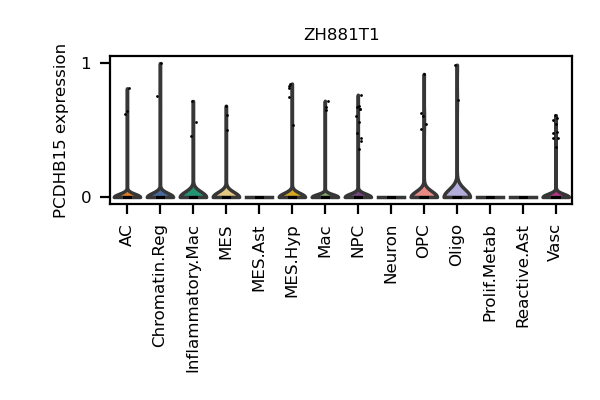 ZH881T1
PCDHB15 expression
1
0
AC
Chromatin.Reg
Inflammatory.Mac
MES
MES.Ast
MES.Hyp
Mac
NPC
Neuron
OPC
Oligo
Prolif.Metab
Reactive.Ast
Vasc